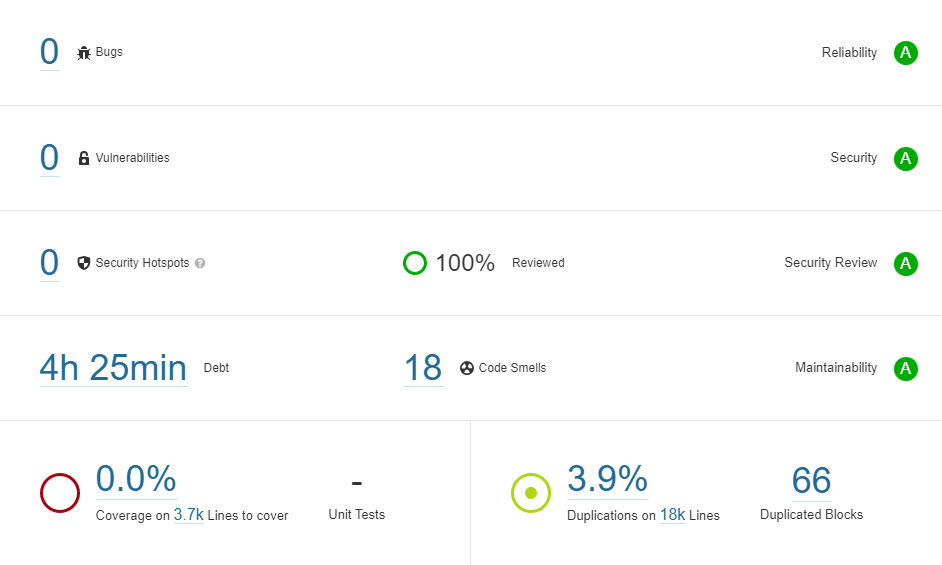 0 Bugs Reliability A
0 Vulnerabilities Security A
0 Security Hotspots ? 100% Reviewed Security Review A
4h 25min Debt 18 Code Smells Maintainability A
0.0% - 3.9% 66
Coverage on 3.7k Lines to cover Unit Tests Duplications on 18k Lines Duplicated Blocks